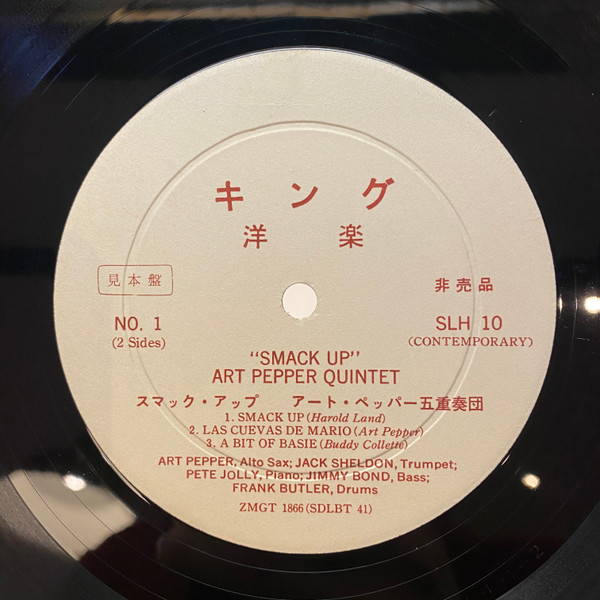 キング
洋楽
見本盤
非売品
NO. 1
SLH 10
(2 Sides)
(CONTEMPORARY)
"SMACK UP"
ART PEPPER QUINTET
スマック・アップ アート・ペッパー五重奏団
1. SMACK UP (Harold Land)
2. LAS CUEVAS DE MARIO (Art Pepper)
3. A BIT OF BASIE (Buddy Collette)
ART PEPPER, Alto Sax; JACK SHELDON, Trumpet;
PETE JOLLY, Piano; JIMMY BOND, Bass;
FRANK BUTLER, Drums
ZMGT 1866 (SDLBT 41)